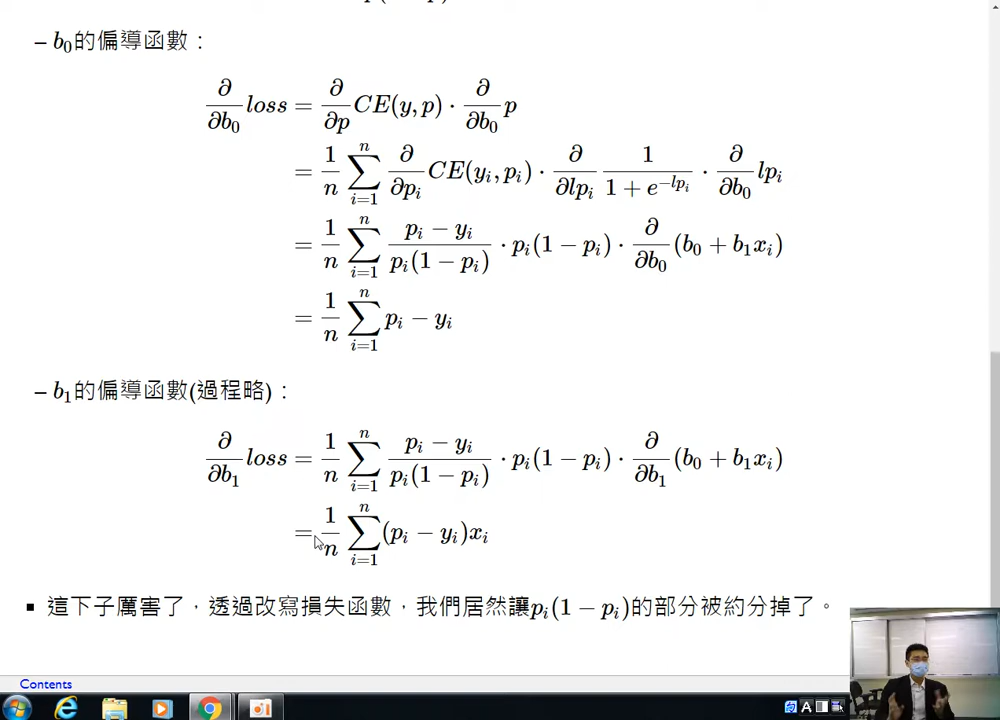 – b₀的偏導函數：
∂/∂b₀ loss = ∂/∂p CE(y, p) · ∂/∂b₀ p
= 1/n ∑ᵢ₌₁ⁿ ∂/∂pᵢ CE(yᵢ, pᵢ) · ∂/∂lpᵢ 1/(1 + e^(−lpᵢ)) · ∂/∂b₀ lpᵢ
= 1/n ∑ᵢ₌₁ⁿ (pᵢ − yᵢ)/(pᵢ(1 − pᵢ)) · pᵢ(1 − pᵢ) · ∂/∂b₀ (b₀ + b₁xᵢ)
= 1/n ∑ᵢ₌₁ⁿ pᵢ − yᵢ
– b₁的偏導函數(過程略)：
∂/∂b₁ loss = 1/n ∑ᵢ₌₁ⁿ (pᵢ − yᵢ)/(pᵢ(1 − pᵢ)) · pᵢ(1 − pᵢ) · ∂/∂b₁ (b₀ + b₁xᵢ)
= 1/n ∑ᵢ₌₁ⁿ (pᵢ − yᵢ)xᵢ
▪ 這下子厲害了，透過改寫損失函數，我們居然讓pᵢ(1 − pᵢ)的部分被約分掉了。
Contents